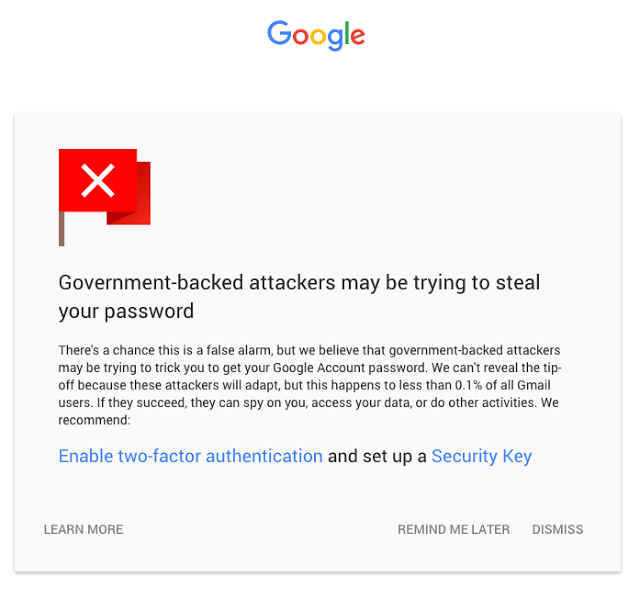 Google
Government-backed attackers may be trying to steal
your password
There's a chance this is a false alarm, but we believe that government-backed attackers
may be trying to trick you to get your Google Account password. We can't reveal the tip-
off because these attackers will adapt, but this happens to less than 0.1% of all Gmail
users. If they succeed, they can spy on you, access your data, or do other activities. We
recommend:
Enable two-factor authentication and set up a Security Key
LEARN MORE REMIND ME LATER DISMISS